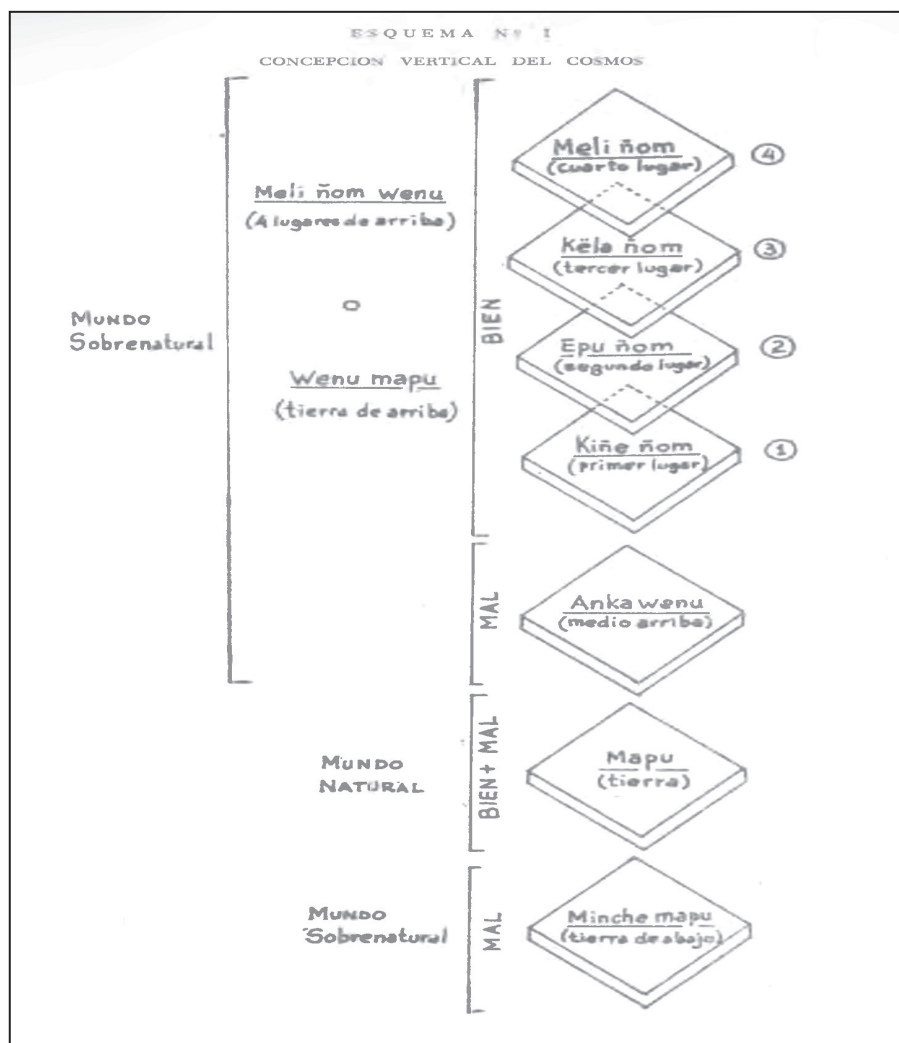 ESQUEMA Nº I
CONCEPCION VERTICAL DEL COSMOS
MUNDO
Sobrenatural
Meli ñom wenu
(4 lugares de arriba)
O
Wenu mapu
(tierra de arriba)
BIEN
Meli ñom
(cuarto lugar)
4
Këla ñom
(tercer lugar)
3
Epu ñom
(segundo lugar)
2
Kiñe ñom
(primer lugar)
1
MAL
Anka wenu
(medio arriba)
MUNDO
NATURAL
BIEN + MAL
Mapu
(tierra)
MUNDO
Sobrenatural
MAL
Minche mapu
(tierra de abajo)